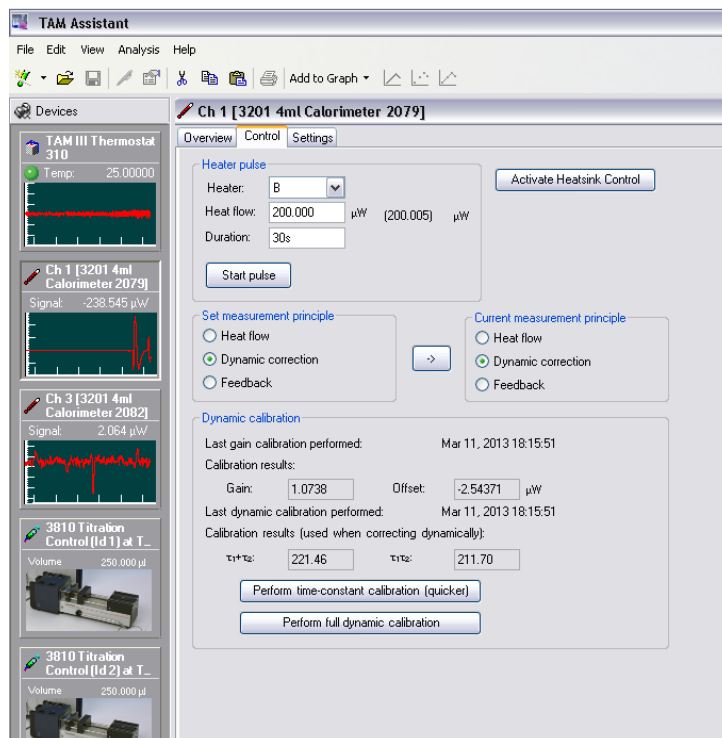 TAM Assistant
File Edit View Analysis Help
Add to Graph
Devices
TAM III Thermostat
310
Temp: 25.00000
Ch 1 [3201 4ml
Calorimeter 2079]
Signal: -238.545 µW
Ch 3 [3201 4ml
Calorimeter 2082]
Signal: 2.064 µW
3810 Titration
Control (Id 1) at T...
Volume 250.000 µl
3810 Titration
Control (Id 2) at T...
Volume 250.000 µl
Ch 1 [3201 4ml Calorimeter 2079]
Overview Control Settings
Heater pulse
Heater: B
Heat flow: 200.000 µW (200.005) µW
Duration: 30s
Start pulse
Activate Heatsink Control
Set measurement principle
Heat flow
Dynamic correction
Feedback
->
Current measurement principle
Heat flow
Dynamic correction
Feedback
Dynamic calibration
Last gain calibration performed: Mar 11, 2013 18:15:51
Calibration results:
Gain: 1.0738 Offset: -2.54371 µW
Last dynamic calibration performed: Mar 11, 2013 18:15:51
Calibration results (used when correcting dynamically):
τ1+τ2: 221.46 τ1τ2: 211.70
Perform time-constant calibration (quicker)
Perform full dynamic calibration